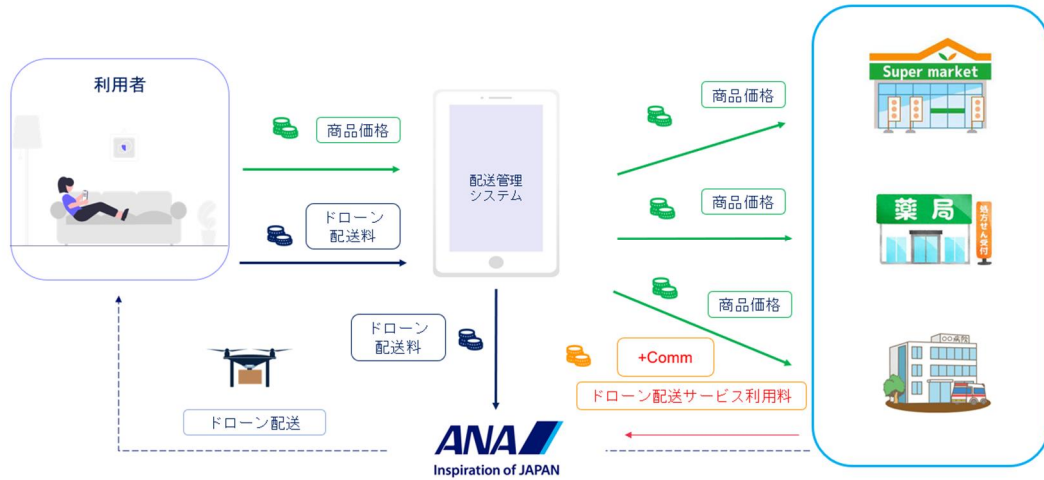 利用者
商品価格
ドローン
配送料
配送管理
システム
ドローン
配送料
商品価格
商品価格
商品価格
+Comm
ドローン配送サービス利用料
ドローン配送
ANA
Inspiration of JAPAN
Super market
薬局
処方せん受付
○○病院